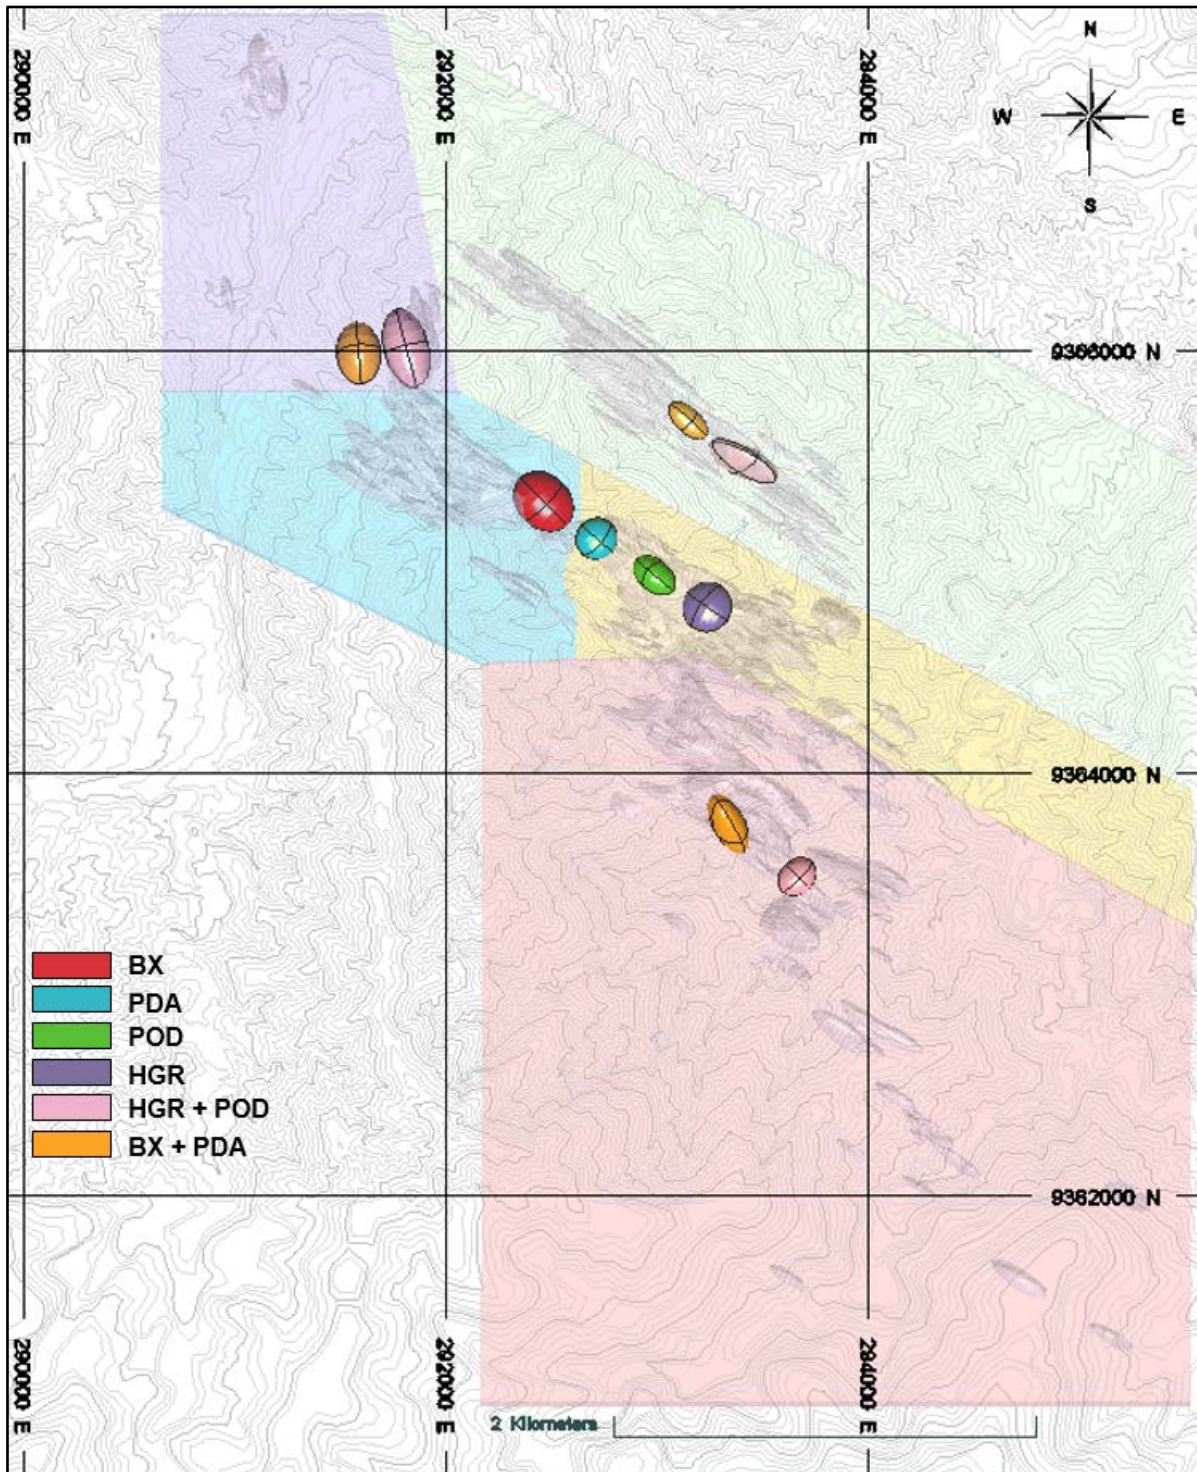 N
W E
S
290000 E
292000 E
294000 E
9366000 N
9364000 N
BX
PDA
POD
HGR
HGR + POD
BX + PDA
9362000 N
290000 E
292000 E
294000 E
2 Kilometers